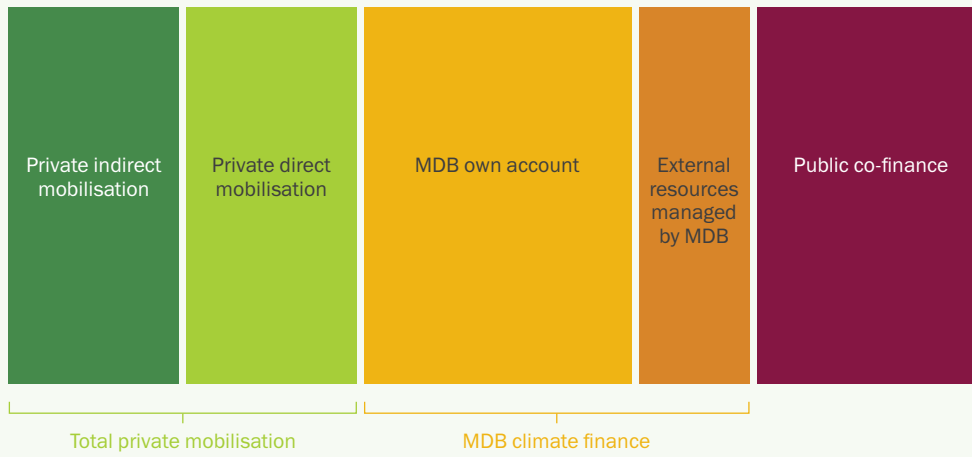 Private indirect
mobilisation
Private direct
mobilisation
MDB own account
External
resources
managed
by MDB
Public co-finance
Total private mobilisation
MDB climate finance